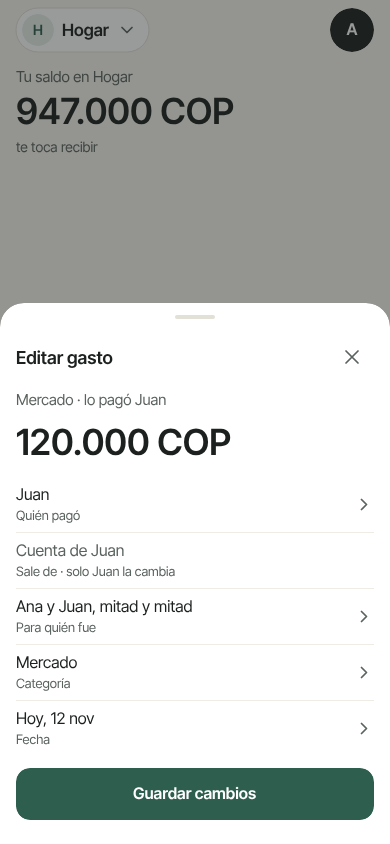 H Hogar
A
Tu saldo en Hogar
947.000 COP
te toca recibir
Editar gasto
Mercado · lo pagó Juan
120.000 COP
Juan
Quién pagó
Cuenta de Juan
Sale de · solo Juan la cambia
Ana y Juan, mitad y mitad
Para quién fue
Mercado
Categoría
Hoy, 12 nov
Fecha
Guardar cambios